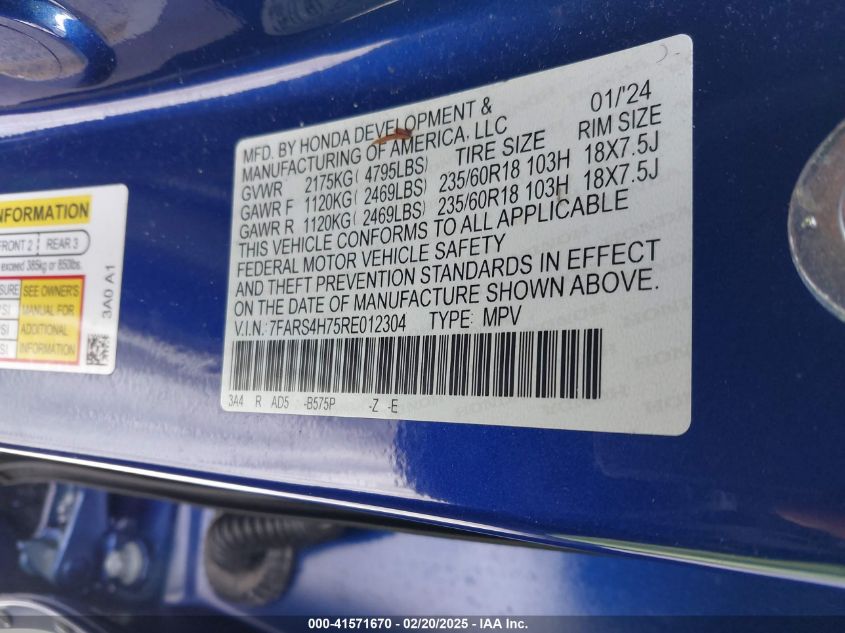 MFD. BY HONDA DEVELOPMENT & 01/'24
MANUFACTURING OF AMERICA, LLC
TIRE SIZE RIM SIZE
GVWR 2175KG ( 4795LBS)
GAWR F 1120KG ( 2469LBS) 235/60R18 103H 18X7.5J
GAWR R 1120KG ( 2469LBS) 235/60R18 103H 18X7.5J
THIS VEHICLE CONFORMS TO ALL APPLICABLE
FEDERAL MOTOR VEHICLE SAFETY
AND THEFT PREVENTION STANDARDS IN EFFECT
ON THE DATE OF MANUFACTURE SHOWN ABOVE.
V.I.N.: 7FARS4H75RE012304 TYPE: MPV
3A4 R AD5 -B575P -Z -E
INFORMATION
FRONT 2 REAR 3
exceed 385kg or 850lbs.
SEE OWNER'S
MANUAL FOR
ADDITIONAL
INFORMATION
3A0 A1
000-41571670 - 02/20/2025 - IAA Inc.